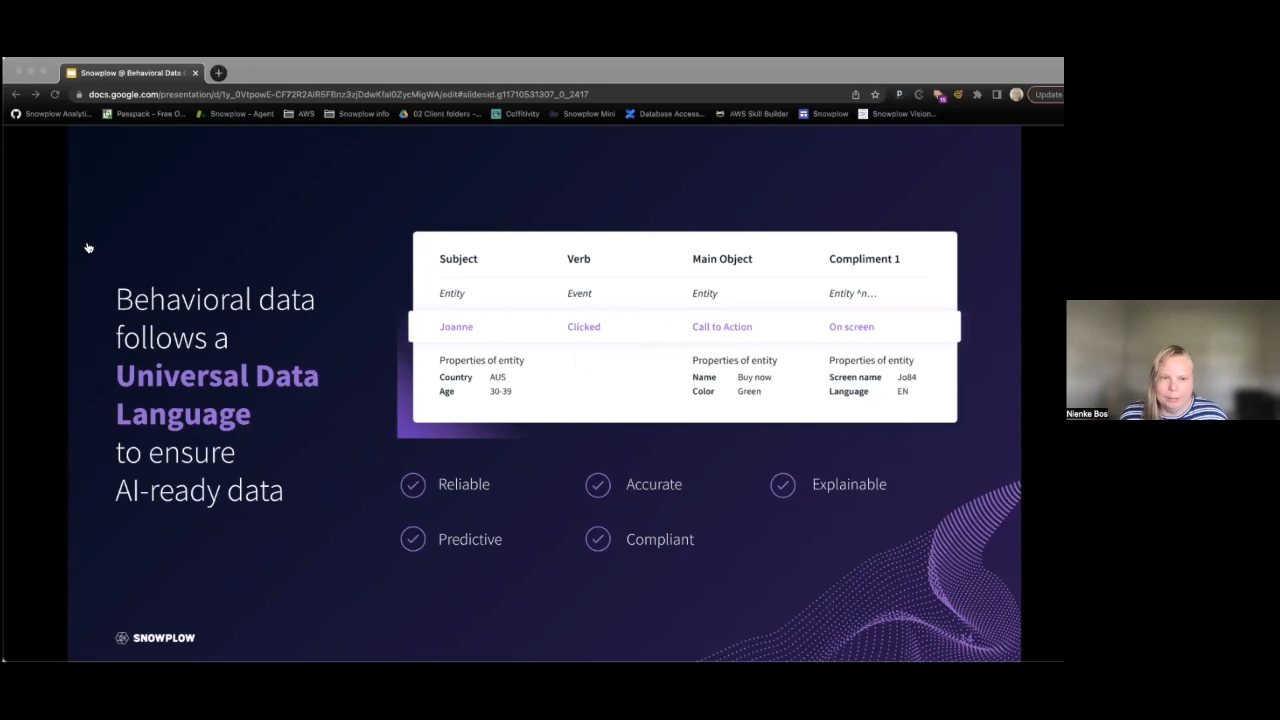 Snowplow @ Behavioral Data
docs.google.com/presentation/d/1y_0VtpowE-CF72R2AIR5FBnz3zjDdwKfaI0ZycMigWA/edit#slide=id.g11710531307_0_2417
Update
Snowplow Analyti... Passpack - Free O... Snowplow - Agent AWS Snowplow info 02 Client folders -... Coffitivity Snowplow Mini Database Access... AWS Skill Builder Snowplow Snowplow Vision...
Behavioral data
follows a
Universal Data
Language
to ensure
AI-ready data
Subject Verb Main Object Compliment 1
Entity Event Entity Entity ^n...
Joanne Clicked Call to Action On screen
Properties of entity Properties of entity Properties of entity
Country AUS Name Buy now Screen name Jo84
Age 30-39 Color Green Language EN
Reliable Accurate Explainable
Predictive Compliant
SNOWPLOW
Nienke Bos